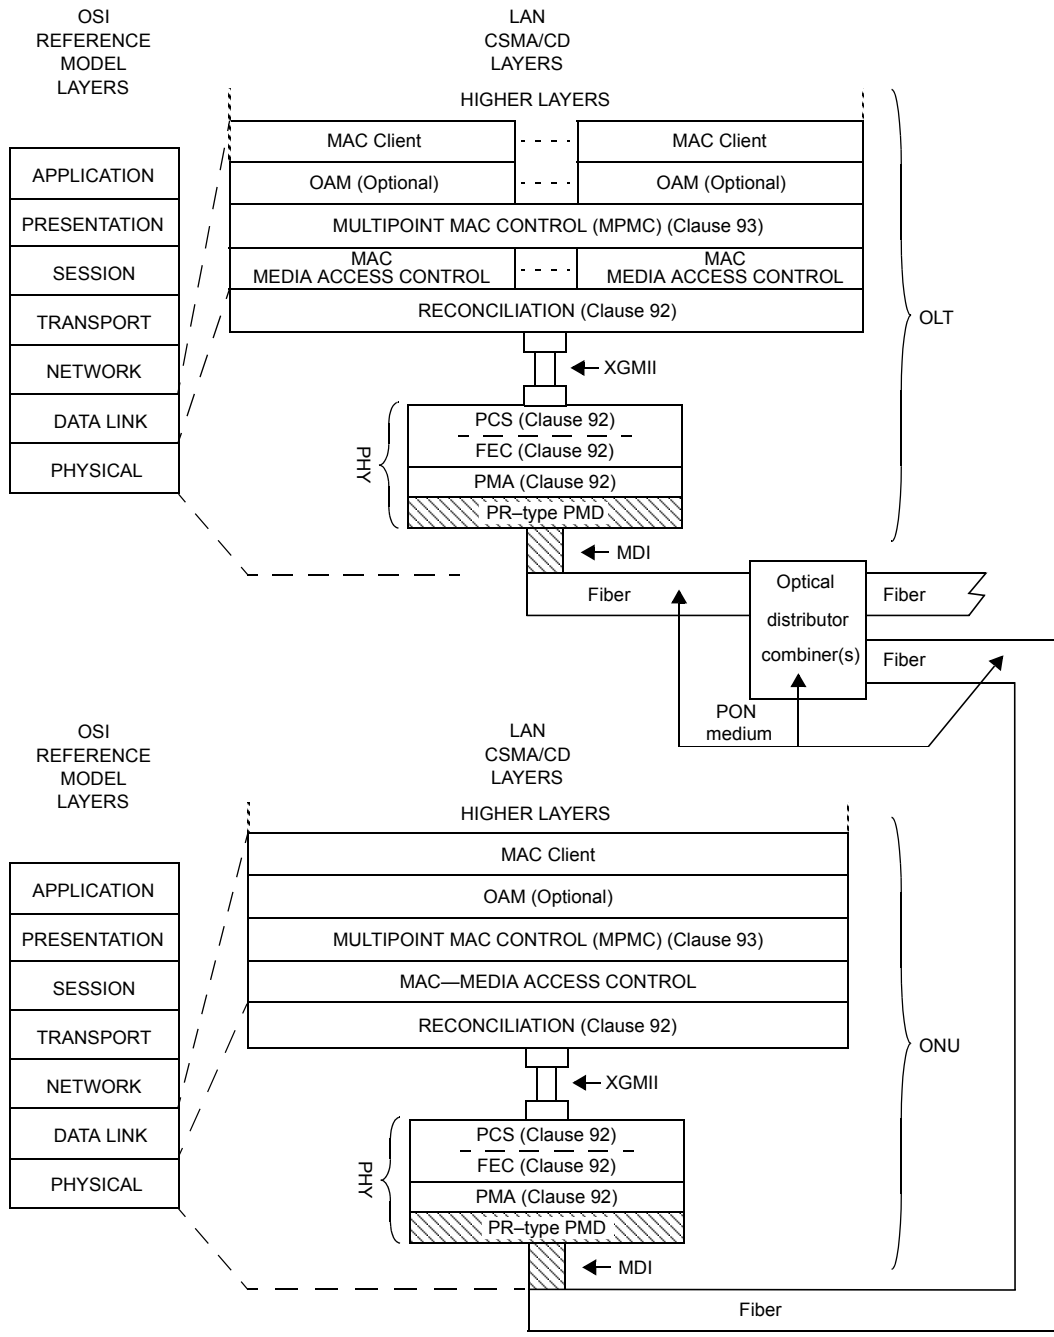 OSI
REFERENCE
MODEL
LAYERS
LAN
CSMA/CD
LAYERS
HIGHER LAYERS
MAC Client
MAC Client
OAM (Optional)
OAM (Optional)
MULTIPOINT MAC CONTROL (MPMC) (Clause 93)
MAC
MEDIA ACCESS CONTROL
MAC
MEDIA ACCESS CONTROL
RECONCILIATION (Clause 92)
APPLICATION
PRESENTATION
SESSION
TRANSPORT
NETWORK
DATA LINK
PHYSICAL
OLT
XGMII
PHY
PCS (Clause 92)
FEC (Clause 92)
PMA (Clause 92)
PR–type PMD
MDI
Fiber
Optical
distributor
combiner(s)
Fiber
Fiber
PON
medium
OSI
REFERENCE
MODEL
LAYERS
LAN
CSMA/CD
LAYERS
HIGHER LAYERS
MAC Client
OAM (Optional)
MULTIPOINT MAC CONTROL (MPMC) (Clause 93)
MAC—MEDIA ACCESS CONTROL
RECONCILIATION (Clause 92)
APPLICATION
PRESENTATION
SESSION
TRANSPORT
NETWORK
DATA LINK
PHYSICAL
ONU
XGMII
PHY
PCS (Clause 92)
FEC (Clause 92)
PMA (Clause 92)
PR–type PMD
MDI
Fiber